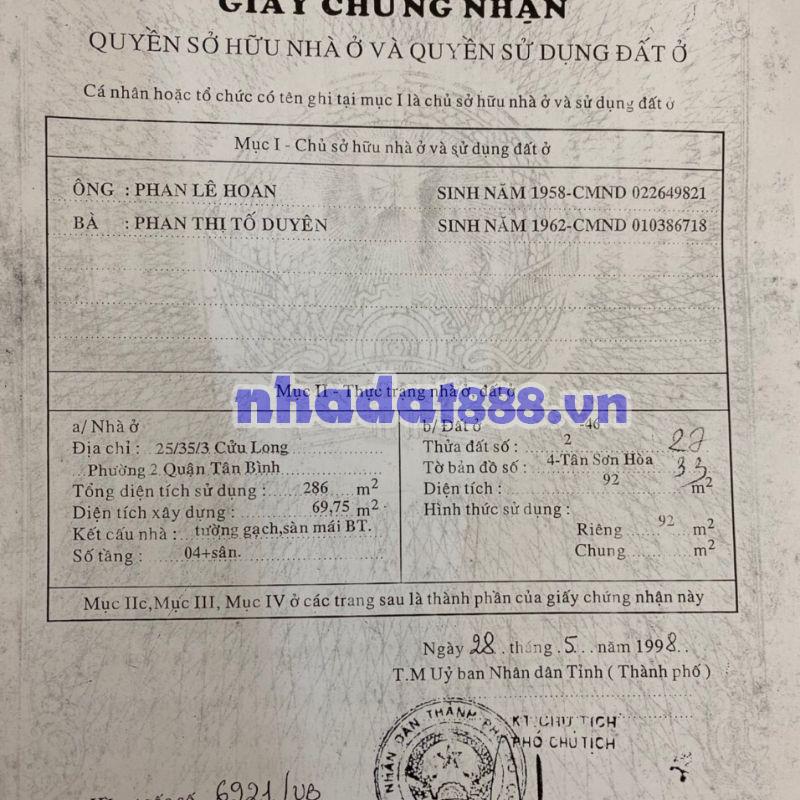 GIẤY CHỨNG NHẬN
QUYỀN SỞ HỮU NHÀ Ở VÀ QUYỀN SỬ DỤNG ĐẤT Ở
Cá nhân hoặc tổ chức có tên ghi tại mục I là chủ sở hữu nhà ở và sử dụng đất ở
Mục I - Chủ sở hữu nhà ở và sử dụng đất ở
ÔNG : PHAN LÊ HOAN SINH NĂM 1958-CMND 022649821
BÀ : PHAN THI TỐ DUYÊN SINH NĂM 1962-CMND 010386718
Mục II - Thực trạng nhà ở, đất ở
nhadat888.vn
a/ Nhà ở
Địa chỉ : 25/35/3 Cửu Long
Phường 2 Quận Tân Bình
Tổng diện tích sử dụng : 286 m2
Diện tích xây dựng : 69,75 m2
Kết cấu nhà : tường gạch,sàn mái BT.
Số tầng : 04+sân.
b/ Đất ở -46
Thửa đất số : 2 27
Tờ bản đồ số : 4-Tân Sơn Hòa 33
Diện tích : 92 m2
Hình thức sử dụng :
Riêng 92 m2
Chung m2
Mục IIc,Mục III, Mục IV ở các trang sau là thành phần của giấy chứng nhận này
Ngày 28 tháng 5 năm 1998
T.M Uỷ ban Nhân dân Tỉnh ( Thành phố )
KT.CHỦ TỊCH
PHÓ CHỦ TỊCH
NHÂN DÂN THÀNH PHỐ
6921/UB